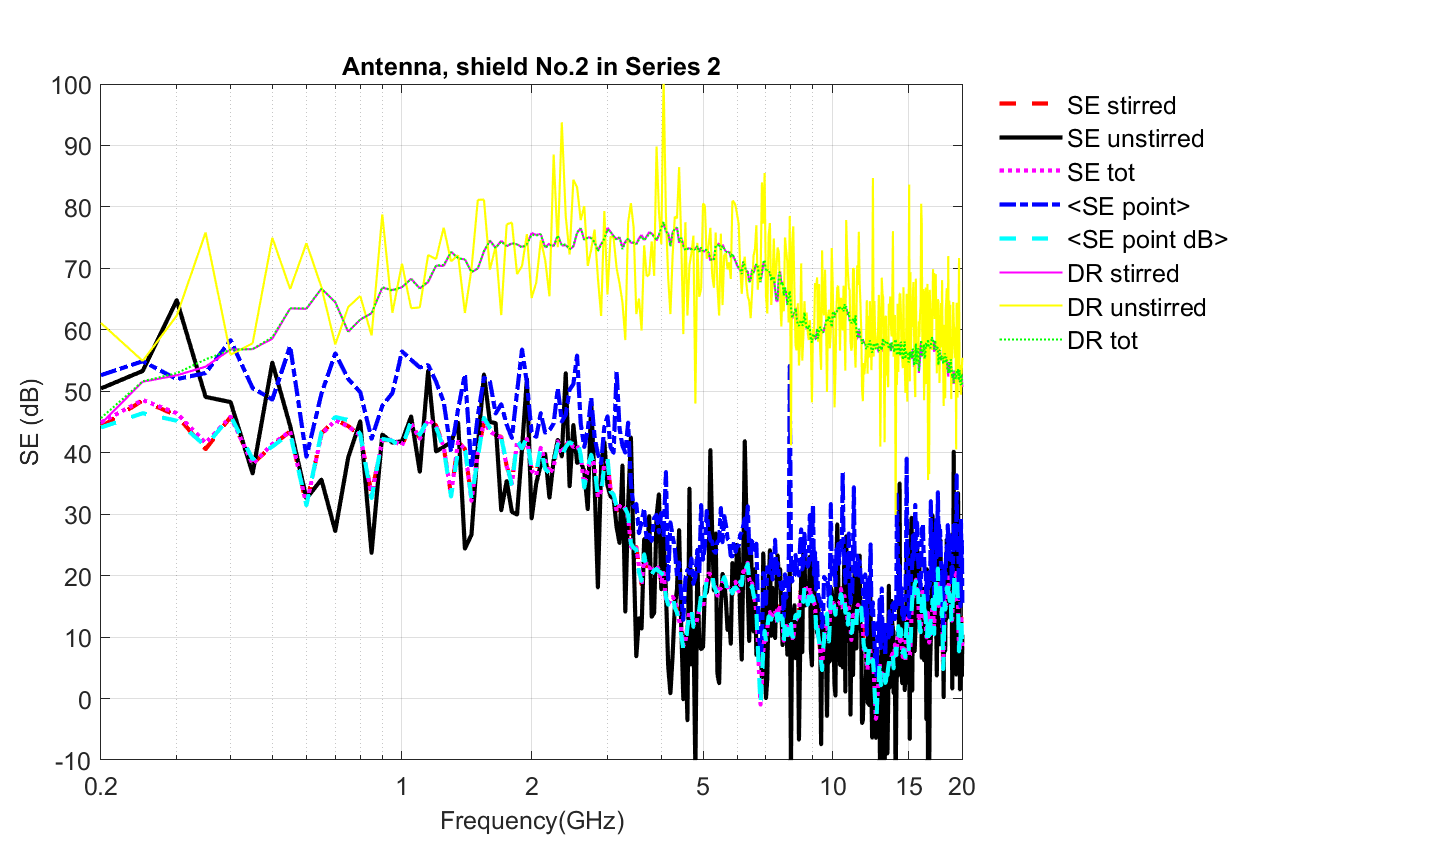 Antenna, shield No.2 in Series 2
100
90
80
70
60
50
40
30
20
10
0
-10
SE (dB)
0.2
1
2
5
10
15
20
Frequency(GHz)
SE stirred
SE unstirred
SE tot
<SE point>
<SE point dB>
DR stirred
DR unstirred
DR tot